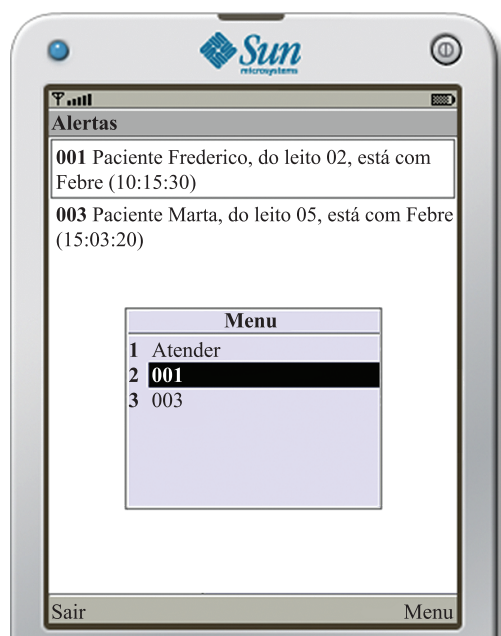 Sun
microsystems
Alertas
001 Paciente Frederico, do leito 02, está com
Febre (10:15:30)
003 Paciente Marta, do leito 05, está com Febre
(15:03:20)
Menu
1 Atender
2 001
3 003
Sair Menu